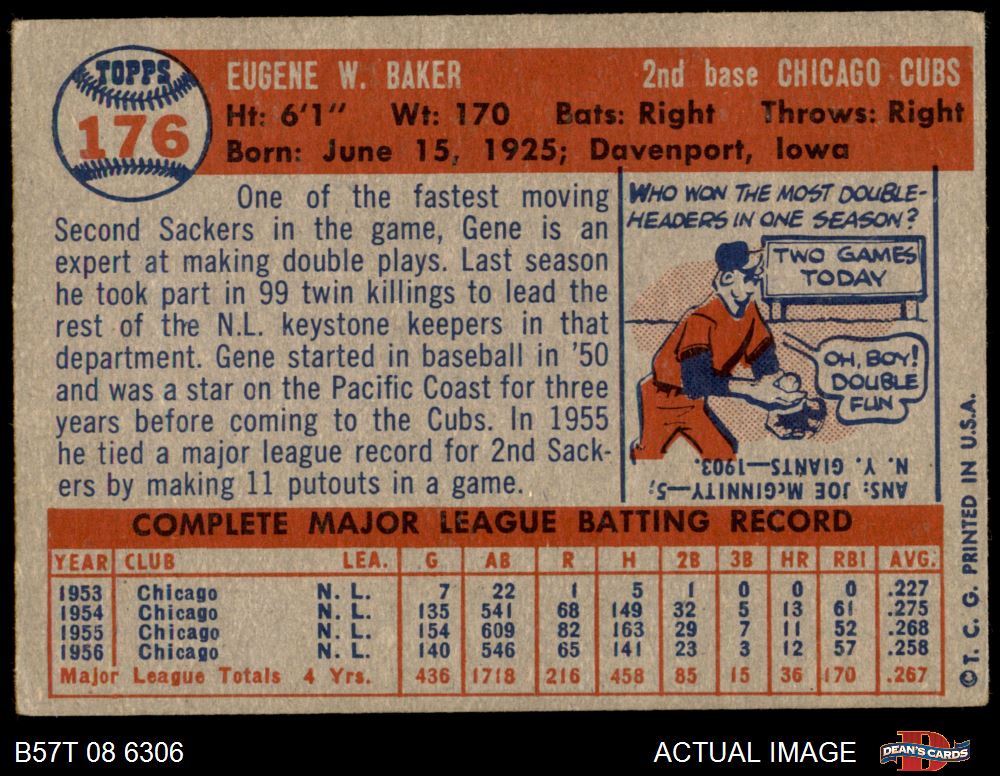 TOPPS
176
EUGENE W. BAKER 2nd base CHICAGO CUBS
Ht: 6'1" Wt: 170 Bats: Right Throws: Right
Born: June 15, 1925; Davenport, Iowa
One of the fastest moving
Second Sackers in the game, Gene is an
expert at making double plays. Last season
he took part in 99 twin killings to lead the
rest of the N.L. keystone keepers in that
department. Gene started in baseball in '50
and was a star on the Pacific Coast for three
years before coming to the Cubs. In 1955
he tied a major league record for 2nd Sack-
ers by making 11 putouts in a game.
WHO WON THE MOST DOUBLE-
HEADERS IN ONE SEASON?
TWO GAMES
TODAY
OH, BOY!
DOUBLE
FUN
ANS: JOE McGINNITY—5;
N. Y. GIANTS—1903.
COMPLETE MAJOR LEAGUE BATTING RECORD
YEAR CLUB LEA. G AB R H 2B 3B HR RBI AVG.
1953 Chicago N. L. 7 22 1 5 1 0 0 0 .227
1954 Chicago N. L. 135 541 68 149 32 5 13 61 .275
1955 Chicago N. L. 154 609 82 163 29 7 11 52 .268
1956 Chicago N. L. 140 546 65 141 23 3 12 57 .258
Major League Totals 4 Yrs. 436 1718 216 458 85 15 36 170 .267
©T. C. G. PRINTED IN U.S.A.
B57T 08 6306 ACTUAL IMAGE
D
DEAN'S CARDS